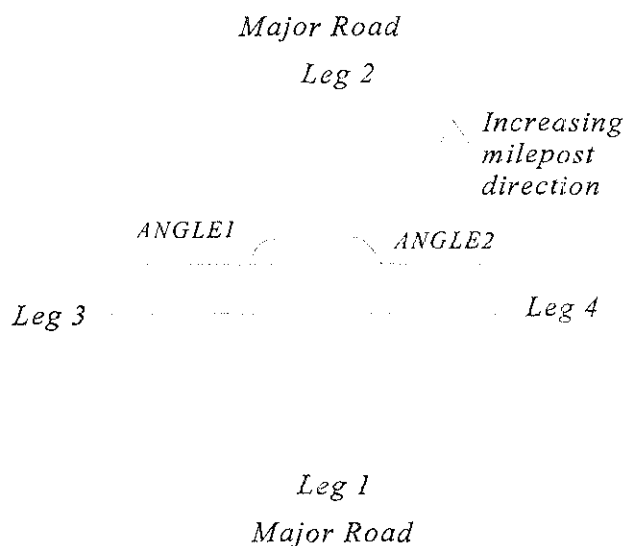 Major Road
Leg 2
Increasing
milepost
direction
ANGLE1
ANGLE2
Leg 3
Leg 4
Leg 1
Major Road